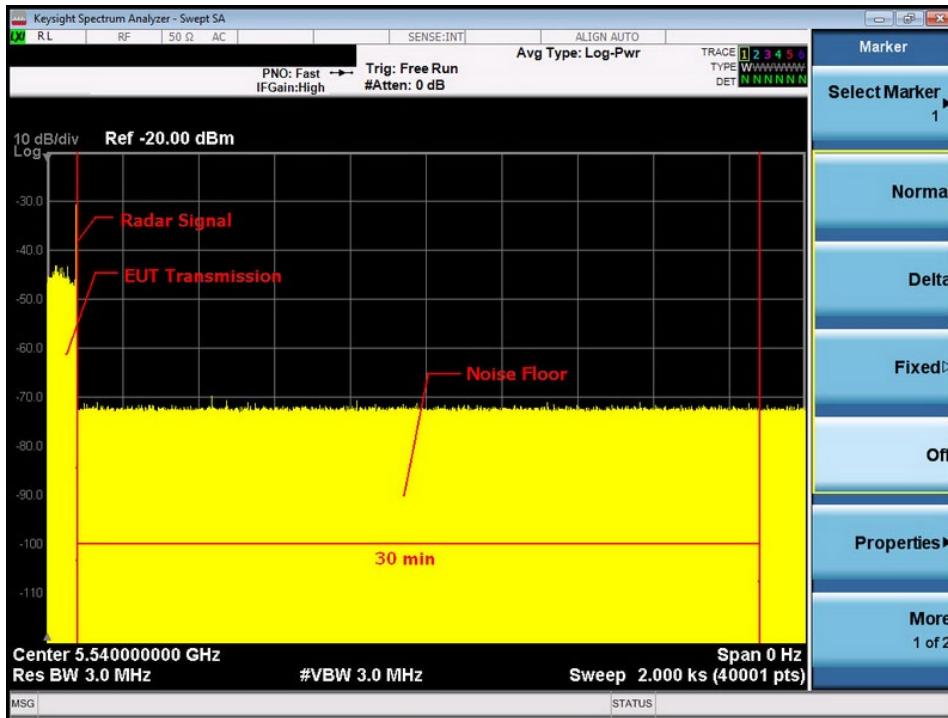 Keysight Spectrum Analyzer - Swept SA
LXI RL RF 50 Ω AC SENSE:INT ALIGN AUTO
Marker
Avg Type: Log-Pwr
TRACE 1 2 3 4 5 6
PNO: Fast Trig: Free Run
TYPE WWWWWW
IFGain:High #Atten: 0 dB
DET N N N N N N
Select Marker
1
10 dB/div Ref -20.00 dBm
Log
Norma
-30.0
Radar Signal
-40.0
EUT Transmission
Delta
-50.0
-60.0
Noise Floor
Fixed
-70.0
-80.0
Off
-90.0
-100
30 min
Properties
-110
More
1 of 2
Center 5.540000000 GHz Span 0 Hz
Res BW 3.0 MHz #VBW 3.0 MHz Sweep 2.000 ks (40001 pts)
MSG STATUS